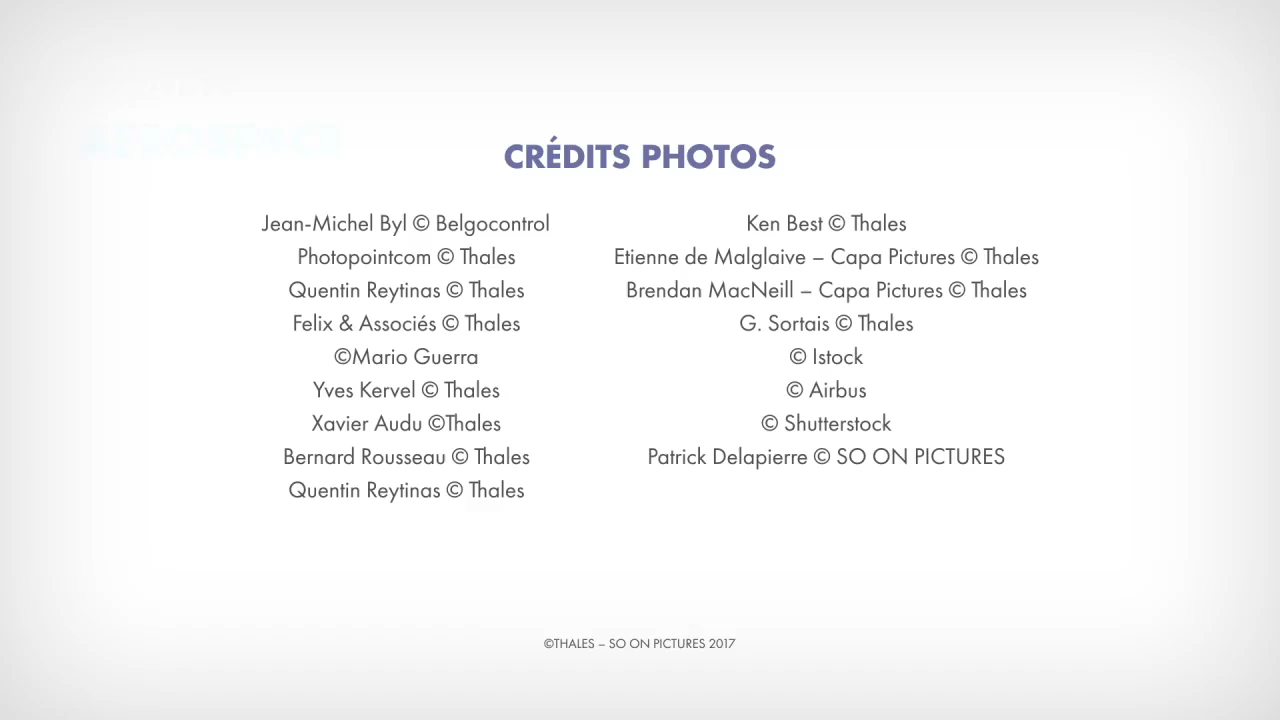 CRÉDITS PHOTOS
Jean-Michel Byl © Belgocontrol
Photopointcom © Thales
Quentin Reytinas © Thales
Felix & Associés © Thales
©Mario Guerra
Yves Kervel © Thales
Xavier Audu ©Thales
Bernard Rousseau © Thales
Quentin Reytinas © Thales
Ken Best © Thales
Etienne de Malglaive – Capa Pictures © Thales
Brendan MacNeill – Capa Pictures © Thales
G. Sortais © Thales
© Istock
© Airbus
© Shutterstock
Patrick Delapierre © SO ON PICTURES
©THALES – SO ON PICTURES 2017